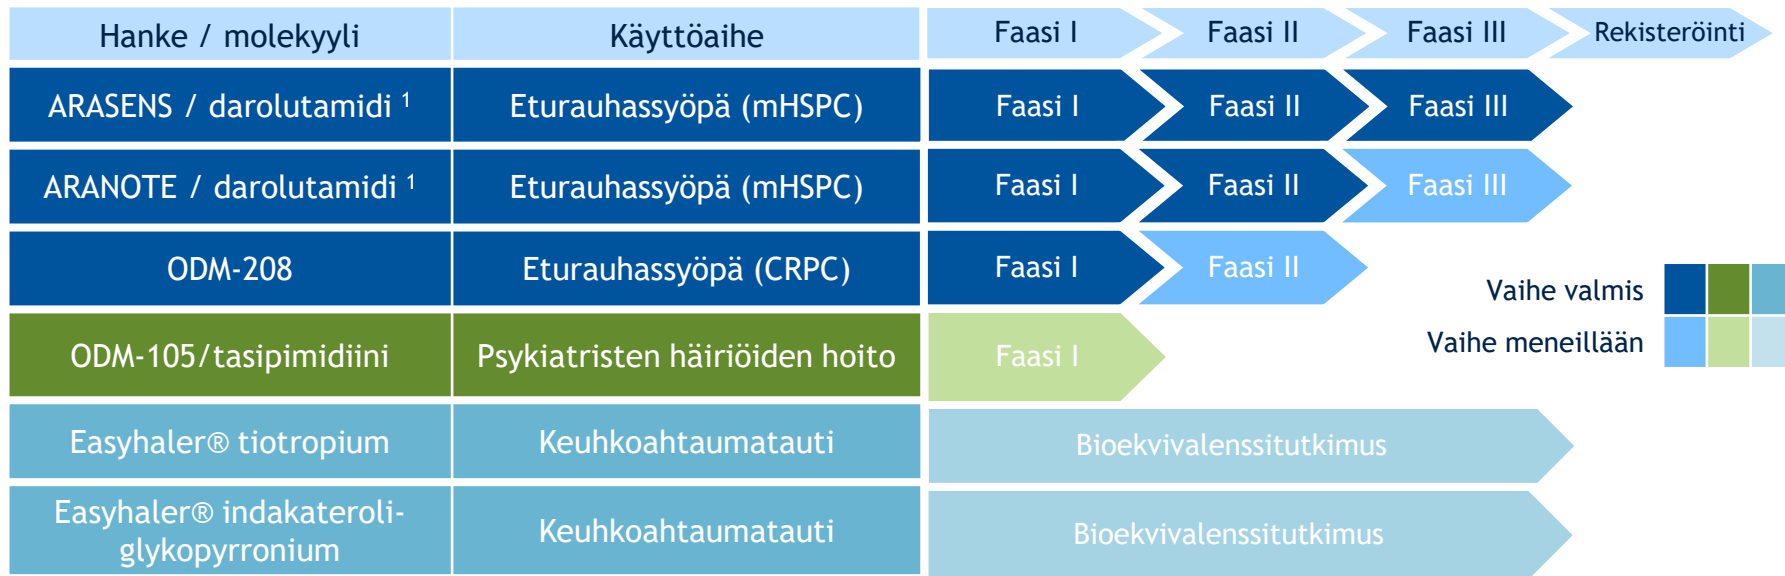 Hanke / molekyyli Käyttöaihe Faasi I Faasi II Faasi III Rekisteröinti
ARASENS / darolutamidi ¹ Eturauhassyöpä (mHSPC) Faasi I Faasi II Faasi III
ARANOTE / darolutamidi ¹ Eturauhassyöpä (mHSPC) Faasi I Faasi II Faasi III
ODM-208 Eturauhassyöpä (CRPC) Faasi I Faasi II
Vaihe valmis
Vaihe meneillään
ODM-105/tasipimidiini Psykiatristen häiriöiden hoito Faasi I
Easyhaler® tiotropium Keuhkoahtaumatauti Bioekvivalenssitutkimus
Easyhaler® indakateroli-
glykopyrronium Keuhkoahtaumatauti Bioekvivalenssitutkimus